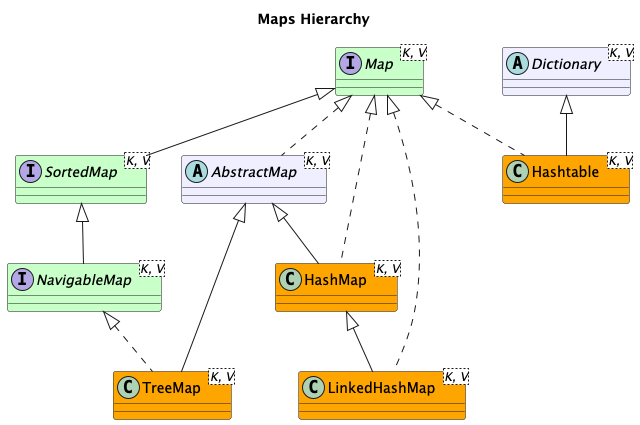 Maps Hierarchy
I Map K, V
A Dictionary K, V
I SortedMap K, V
A AbstractMap K, V
C Hashtable K, V
I NavigableMap K, V
C HashMap K, V
C TreeMap K, V
C LinkedHashMap K, V